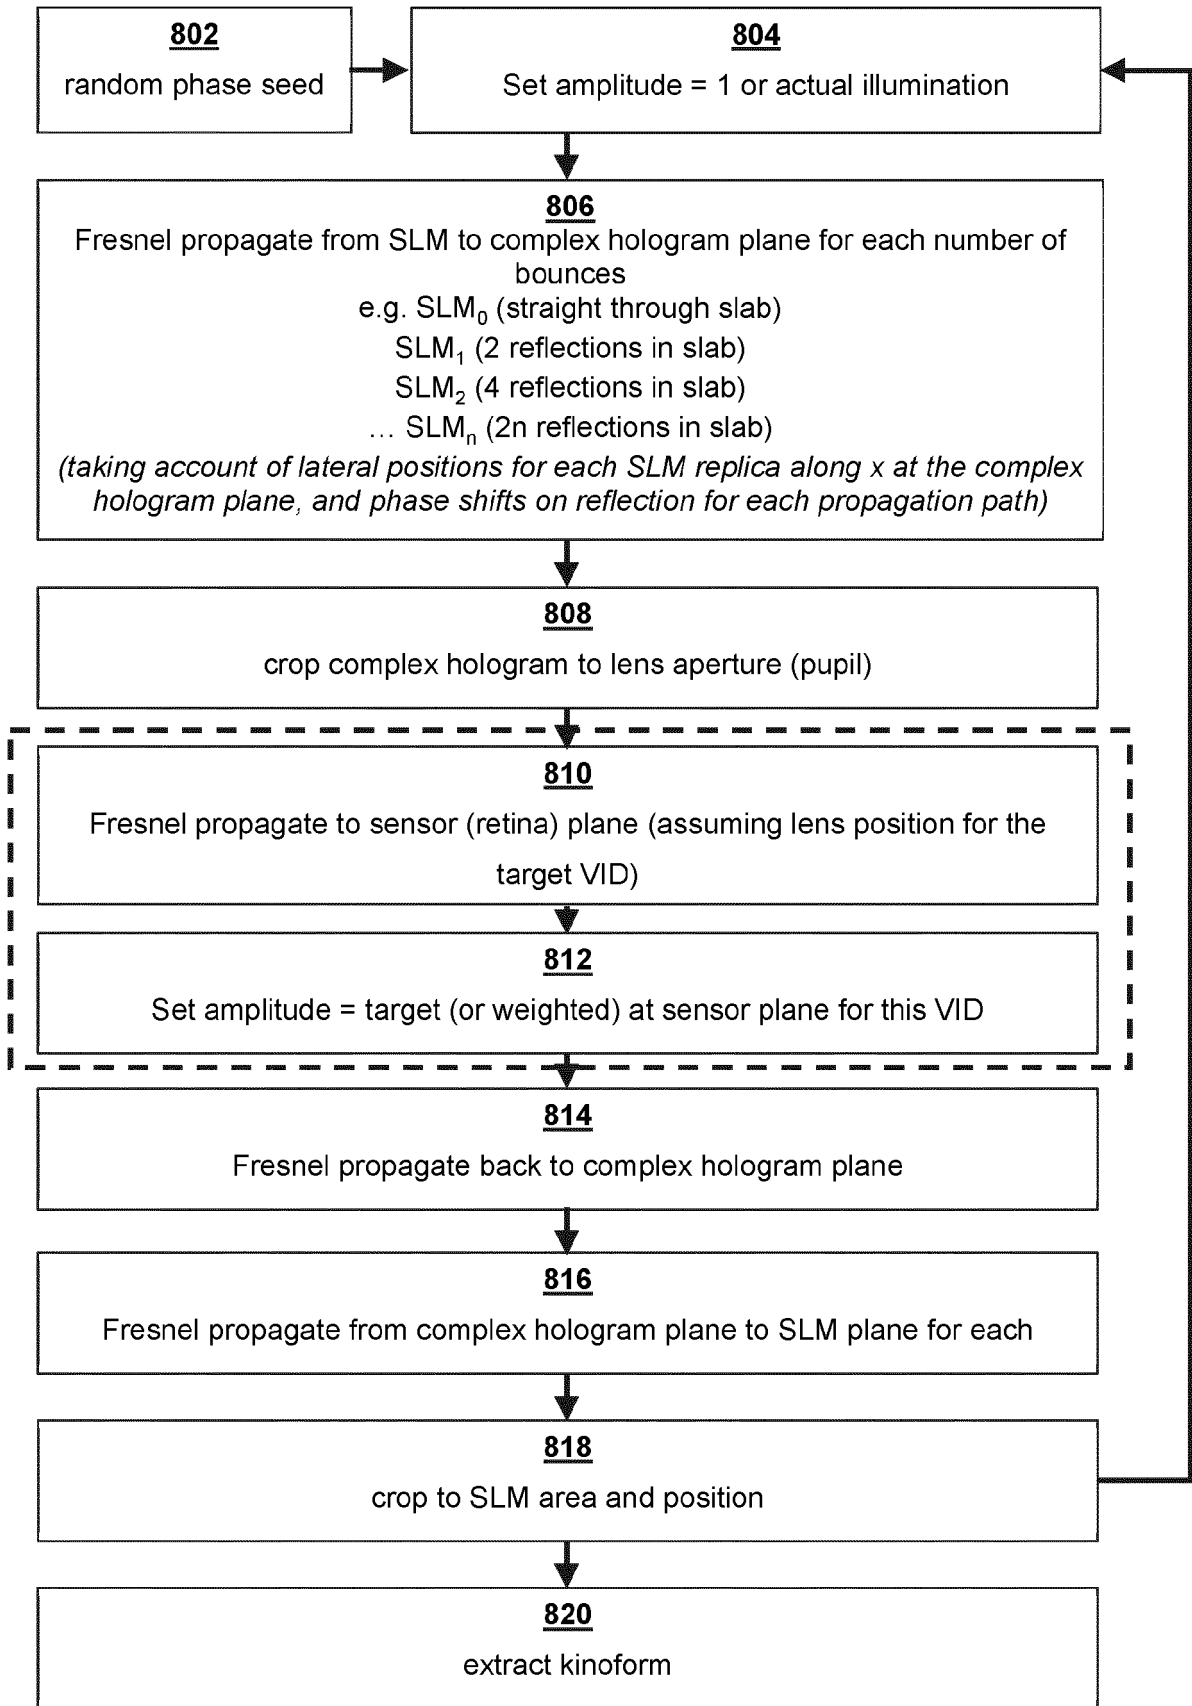 802
random phase seed
804
Set amplitude = 1 or actual illumination
806
Fresnel propagate from SLM to complex hologram plane for each number of
bounces
e.g. SLM₀ (straight through slab)
SLM₁ (2 reflections in slab)
SLM₂ (4 reflections in slab)
... SLMₙ (2n reflections in slab)
(taking account of lateral positions for each SLM replica along x at the complex
hologram plane, and phase shifts on reflection for each propagation path)
808
crop complex hologram to lens aperture (pupil)
810
Fresnel propagate to sensor (retina) plane (assuming lens position for the
target VID)
812
Set amplitude = target (or weighted) at sensor plane for this VID
814
Fresnel propagate back to complex hologram plane
816
Fresnel propagate from complex hologram plane to SLM plane for each
818
crop to SLM area and position
820
extract kinoform